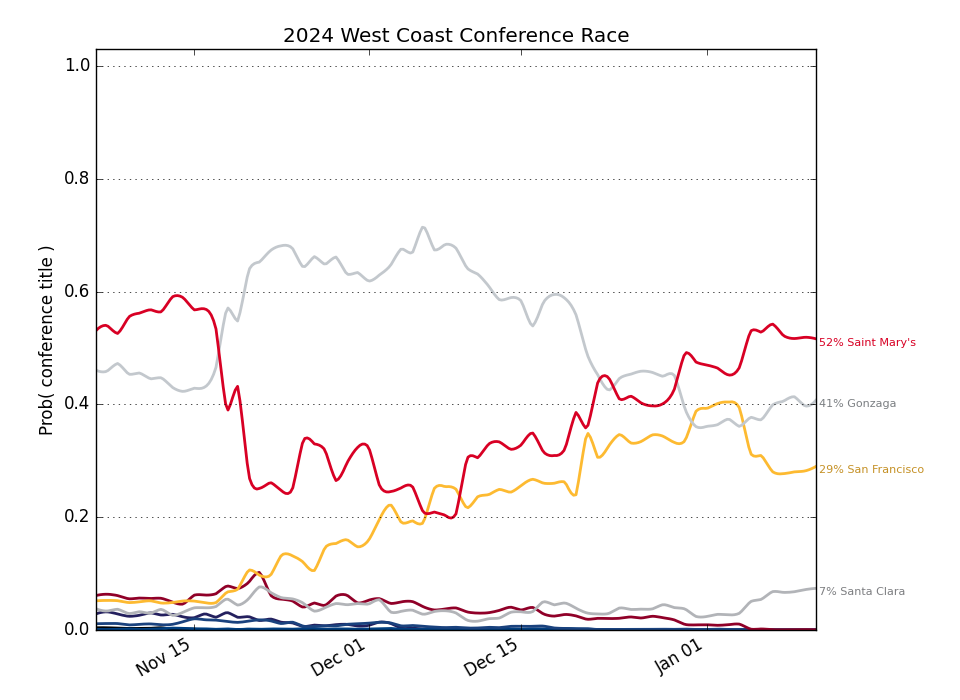 2024 West Coast Conference Race
Prob( conference title )
1.0
0.8
0.6
0.4
0.2
0.0
52% Saint Mary's
41% Gonzaga
29% San Francisco
7% Santa Clara
Nov 15
Dec 01
Dec 15
Jan 01